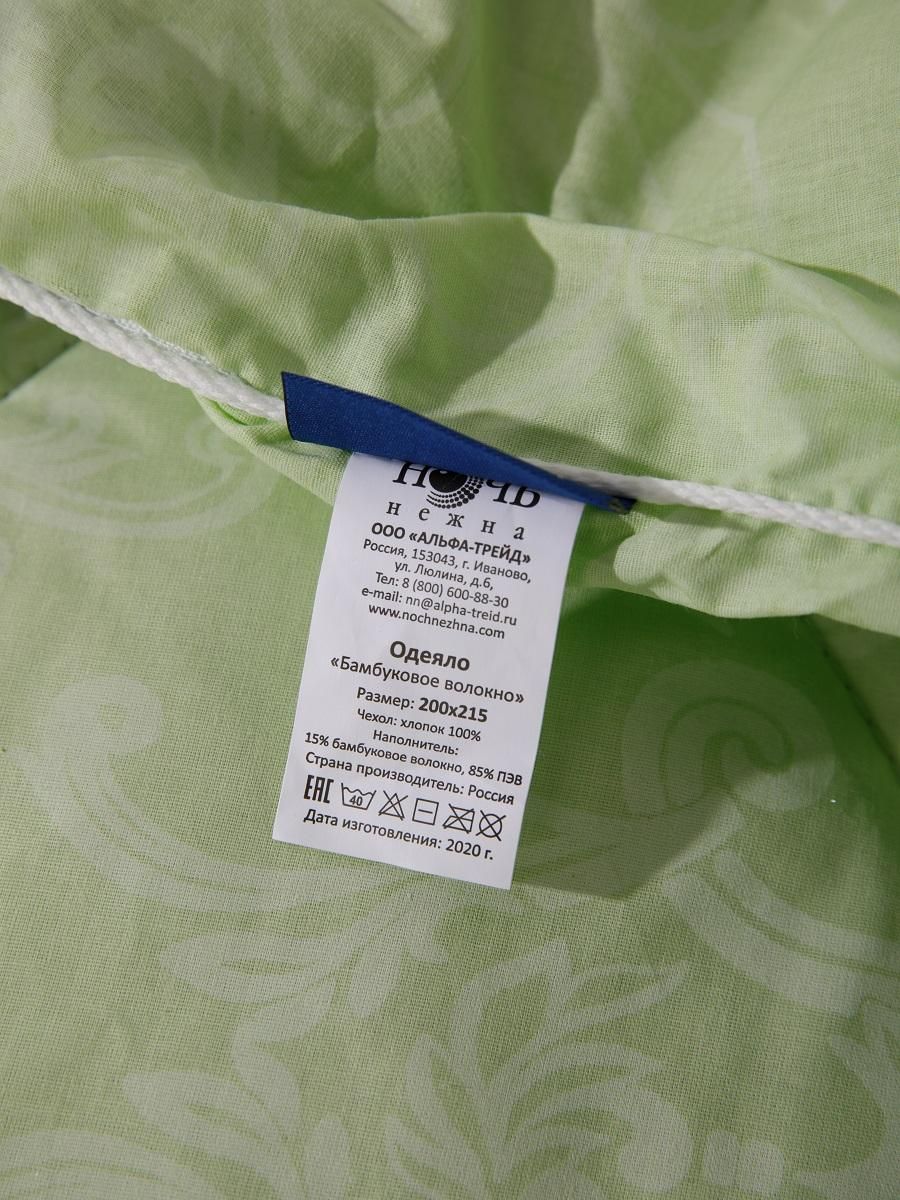 Ночь
нежна
ООО «АЛЬФА-ТРЕЙД»
Россия, 153043, г. Иваново,
ул. Люлина, д.6,
Тел: 8 (800) 600-88-30
e-mail: nn@alpha-treid.ru
www.nochnezhna.com
Одеяло
«Бамбуковое волокно»
Размер: 200х215
Чехол: хлопок 100%
Наполнитель:
15% бамбуковое волокно, 85% ПЭВ
Страна производитель: Россия
EAC 40
Дата изготовления: 2020 г.